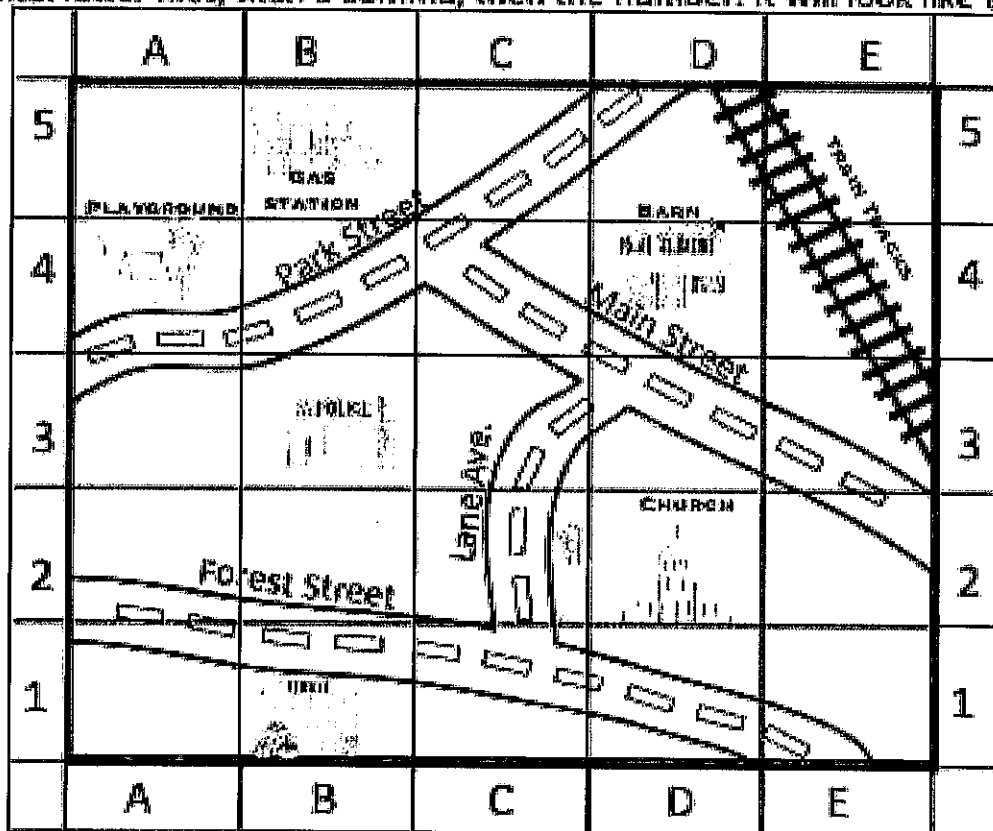 A B C D E
5 5
GAS
STATION
PLAYGROUND
BARN
TRAIN TRACKS
Park Street
4 4
Main Street
POLICE
3 3
Lane Ave.
CHURCH
2 2
Forest Street
1 1
A B C D E